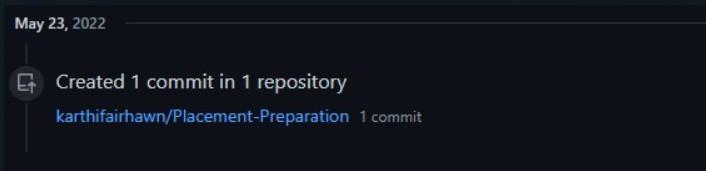 May 23, 2022
Created 1 commit in 1 repository
karthifairhawn/Placement-Preparation 1 commit